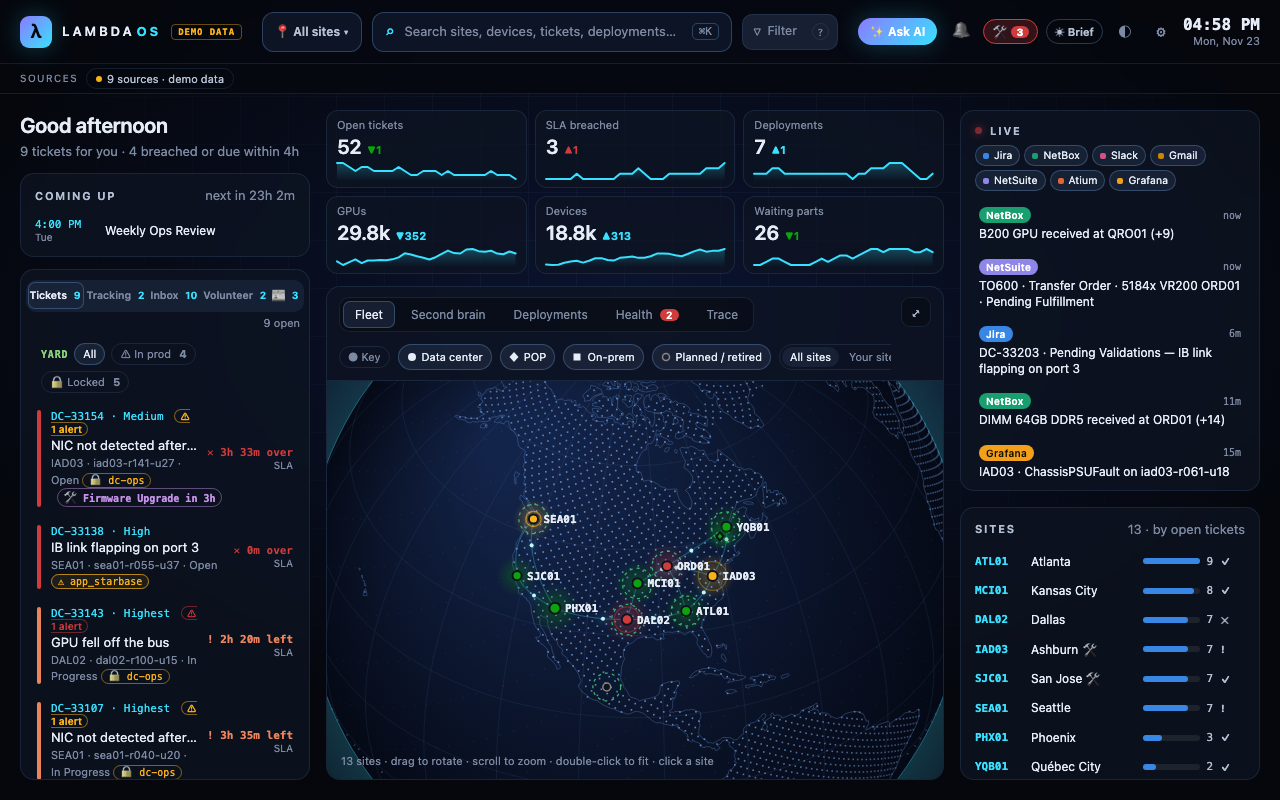 λ LAMBDA OS DEMO DATA
All sites ▾
Search sites, devices, tickets, deployments... ⌘K
Filter ?
Ask AI
3
Brief
04:58 PM
Mon, Nov 23
SOURCES 9 sources · demo data
Good afternoon
9 tickets for you · 4 breached or due within 4h
COMING UP next in 23h 2m
4:00 PM
Tue
Weekly Ops Review
Tickets 9 Tracking 2 Inbox 10 Volunteer 2 3
9 open
YARD All In prod 4
Locked 5
DC-33154 · Medium
1 alert
NIC not detected after...
IAD03 · iad03-r141-u27 ·
Open dc-ops
Firmware Upgrade in 3h
× 3h 33m over
SLA
DC-33138 · High
IB link flapping on port 3
SEA01 · sea01-r055-u37 · Open
app_starbase
× 0m over
SLA
DC-33143 · Highest
1 alert
GPU fell off the bus
DAL02 · dal02-r100-u15 · In
Progress dc-ops
! 2h 20m left
SLA
DC-33107 · Highest
1 alert
NIC not detected after...
SEA01 · sea01-r040-u20 ·
In Progress dc-ops
! 3h 35m left
SLA
Open tickets
52 ▼1
SLA breached
3 ▲1
Deployments
7 ▲1
GPUs
29.8k ▼352
Devices
18.8k ▲313
Waiting parts
26 ▼1
Fleet Second brain Deployments Health 2 Trace
Key Data center POP On-prem Planned / retired All sites Your site
SEA01
YQB01
SJC01
ORD01
MCI01
IAD03
PHX01
ATL01
DAL02
13 sites · drag to rotate · scroll to zoom · double-click to fit · click a site
LIVE
Jira NetBox Slack Gmail
NetSuite Atium Grafana
NetBox now
B200 GPU received at QRO01 (+9)
NetSuite now
TO600 · Transfer Order · 5184x VR200 ORD01
· Pending Fulfillment
Jira 6m
DC-33203 · Pending Validations — IB link
flapping on port 3
NetBox 11m
DIMM 64GB DDR5 received at ORD01 (+14)
Grafana 15m
IAD03 · ChassisPSUFault on iad03-r061-u18
SITES 13 · by open tickets
ATL01 Atlanta 9 ✓
MCI01 Kansas City 8 ✓
DAL02 Dallas 7 ×
IAD03 Ashburn 7 !
SJC01 San Jose 7 ✓
SEA01 Seattle 7 !
PHX01 Phoenix 3 ✓
YQB01 Québec City 2 ✓